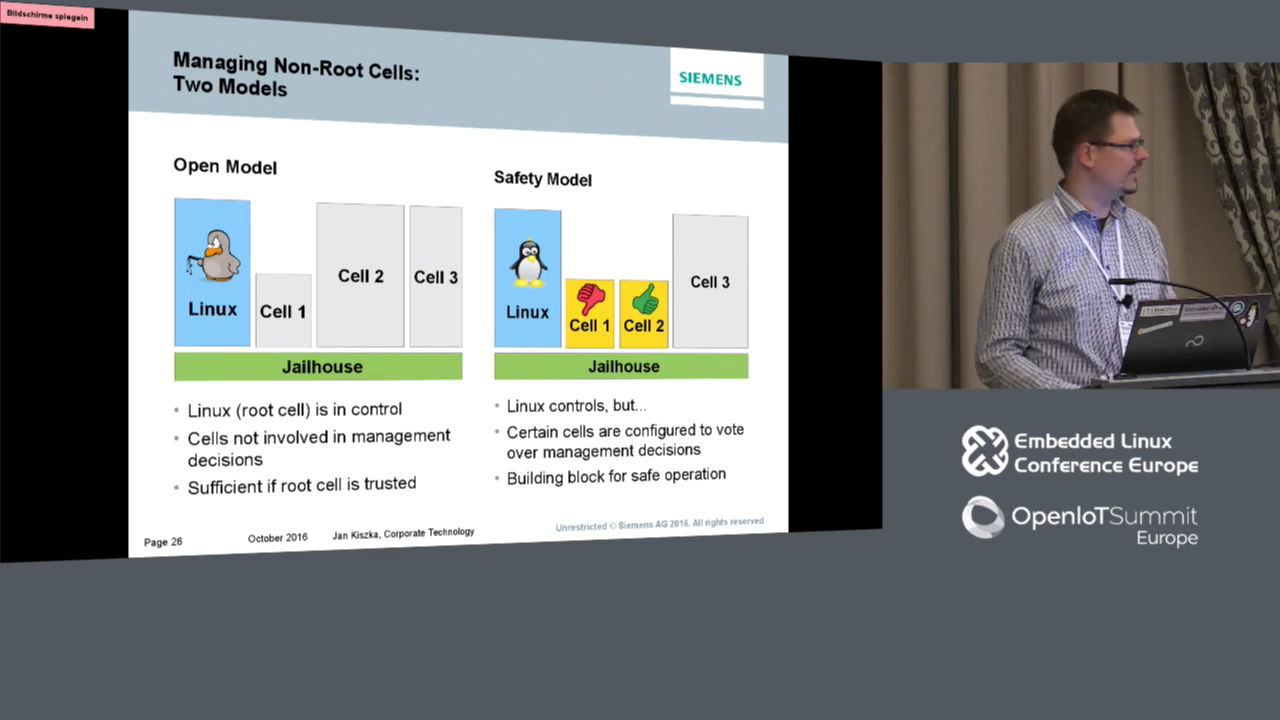 Bildschirme spiegeln
Managing Non-Root Cells:
Two Models
SIEMENS
Open Model
Linux
Cell 1
Cell 2
Cell 3
Jailhouse
• Linux (root cell) is in control
• Cells not involved in management
decisions
• Sufficient if root cell is trusted
Safety Model
Linux
Cell 1
Cell 2
Cell 3
Jailhouse
• Linux controls, but...
• Certain cells are configured to vote
over management decisions
• Building block for safe operation
Unrestricted © Siemens AG 2016. All rights reserved
Page 26
October 2016
Jan Kiszka, Corporate Technology
Embedded Linux
Conference Europe
OpenIoTSummit
Europe